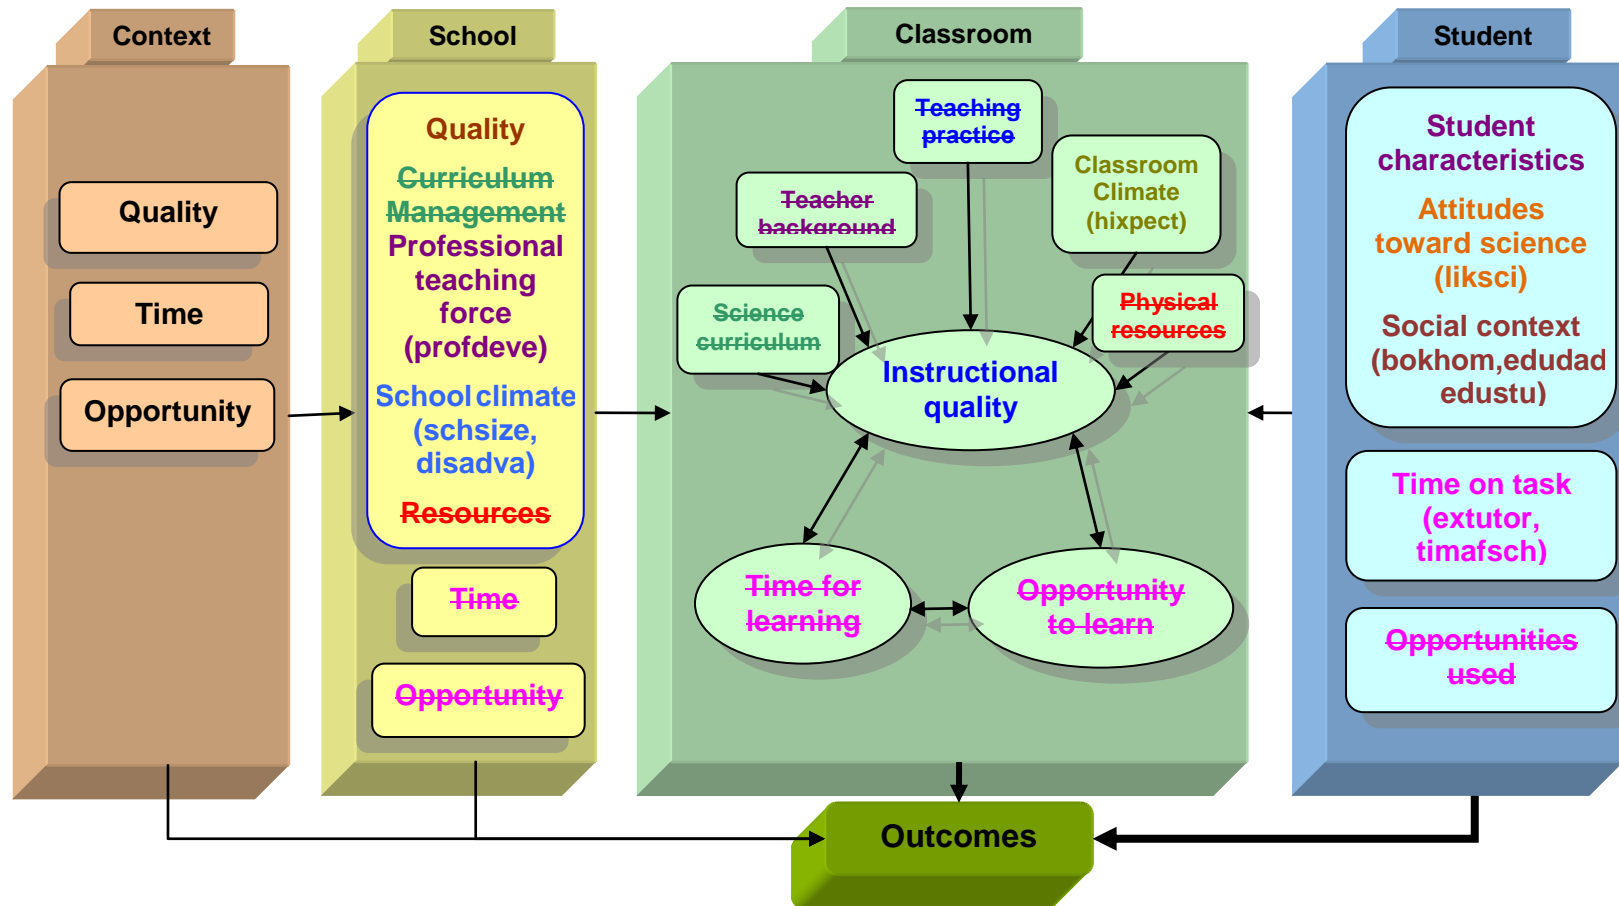 Context
Quality
Time
Opportunity
School
Quality
Curriculum
Management
Professional
teaching
force
(profdeve)
School climate
(schsize,
disadva)
Resources
Time
Opportunity
Classroom
Teaching
practice
Teacher
background
Classroom
Climate
(hixpect)
Science
curriculum
Physical
resources
Instructional
quality
Time for
learning
Opportunity
to learn
Student
Student
characteristics
Attitudes
toward science
(liksci)
Social context
(bokhom,edudad
edustu)
Time on task
(extutor,
timafsch)
Opportunities
used
Outcomes